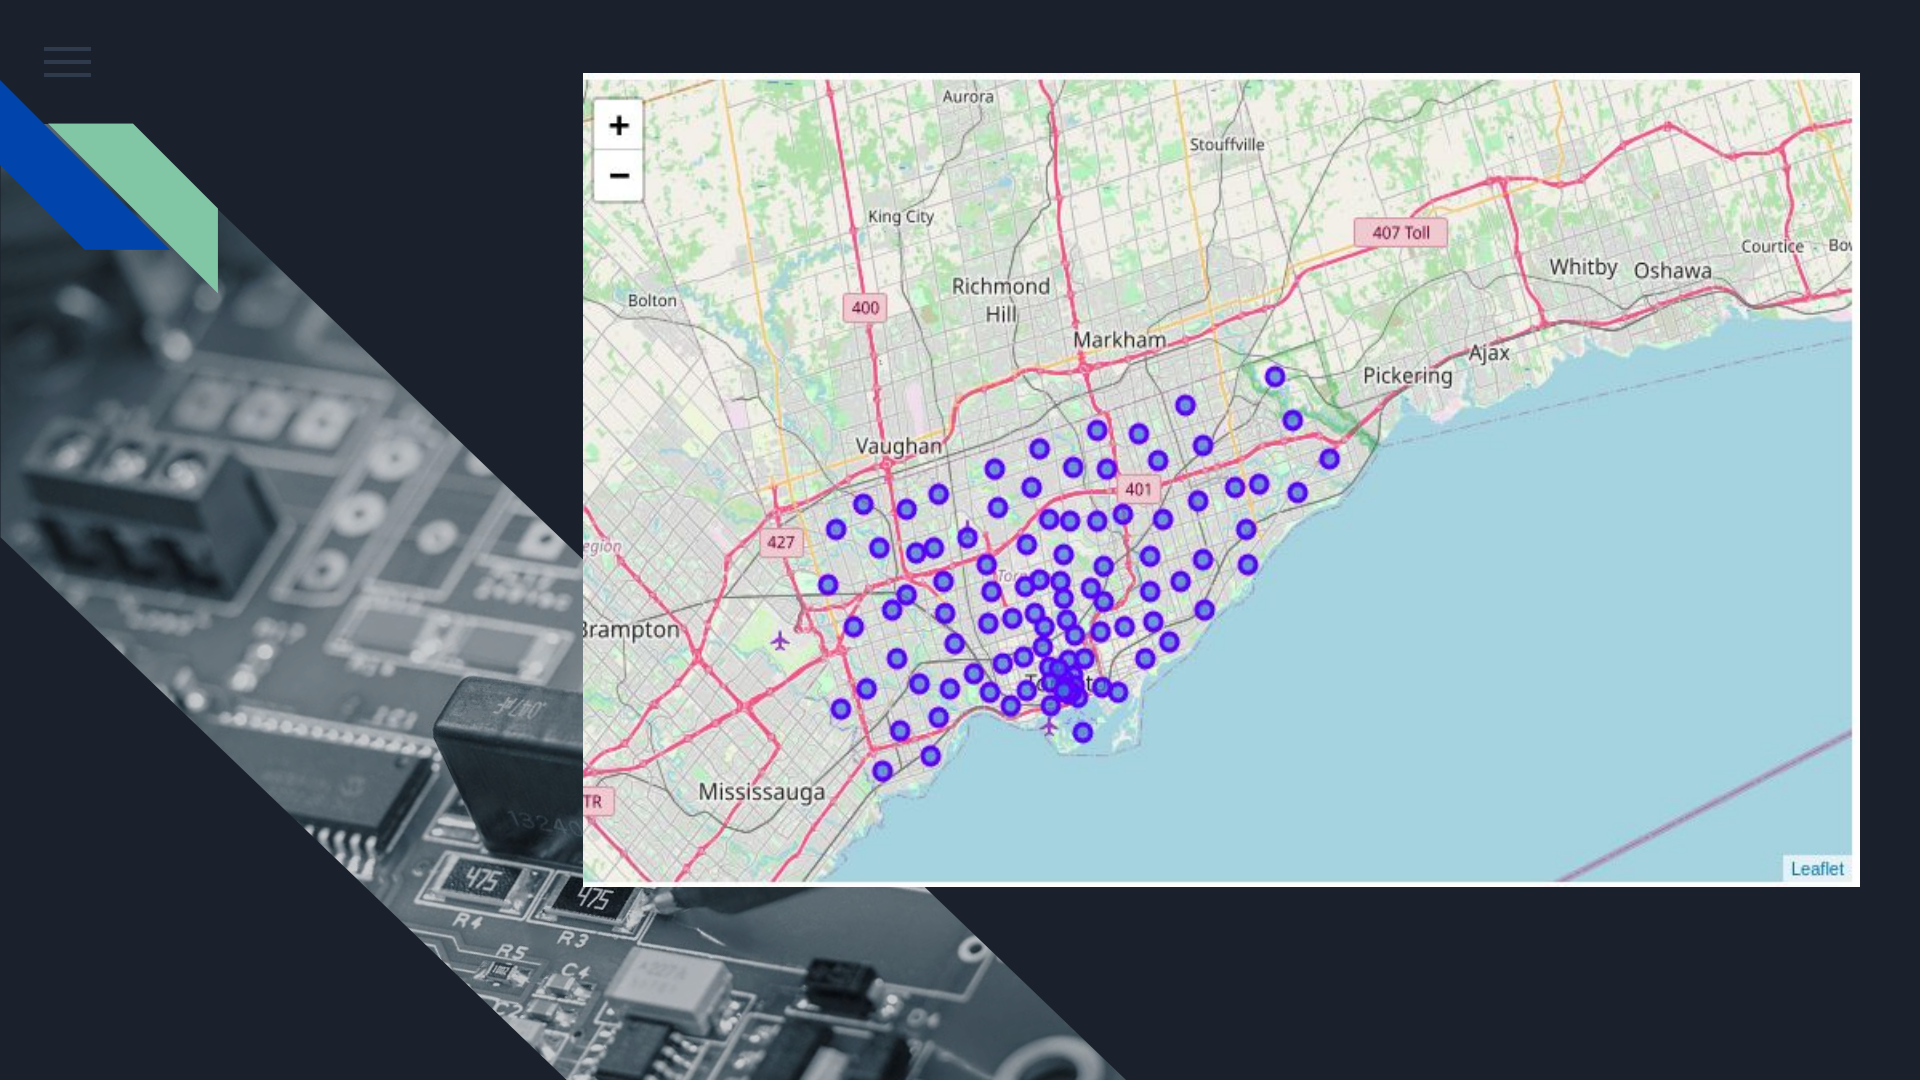 +
−
Aurora
Stouffville
King City
407 Toll
Courtice
Whitby
Oshawa
Richmond
Hill
Bolton
400
Markham
Ajax
Pickering
Vaughan
401
427
Brampton
Mississauga
TR
Leaflet
475
475
R4
R3
R5
C4